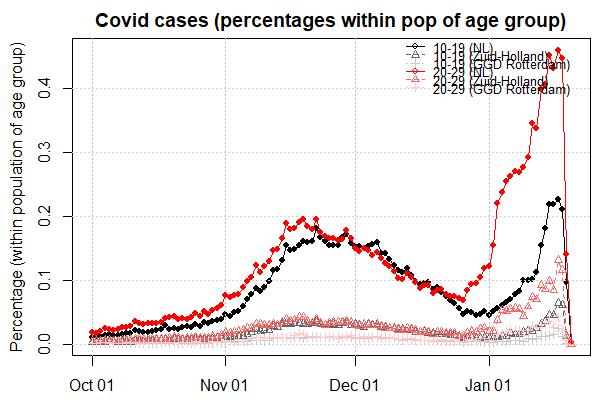 Covid cases (percentages within pop of age group)
10-19 (NL)
10-19 (Zuid-Holland)
10-19 (GGD Rotterdam)
20-29 (NL)
20-29 (Zuid-Holland)
20-29 (GGD Rotterdam)
Percentage (within population of age group)
0.4
0.3
0.2
0.1
0.0
Oct 01 Nov 01 Dec 01 Jan 01